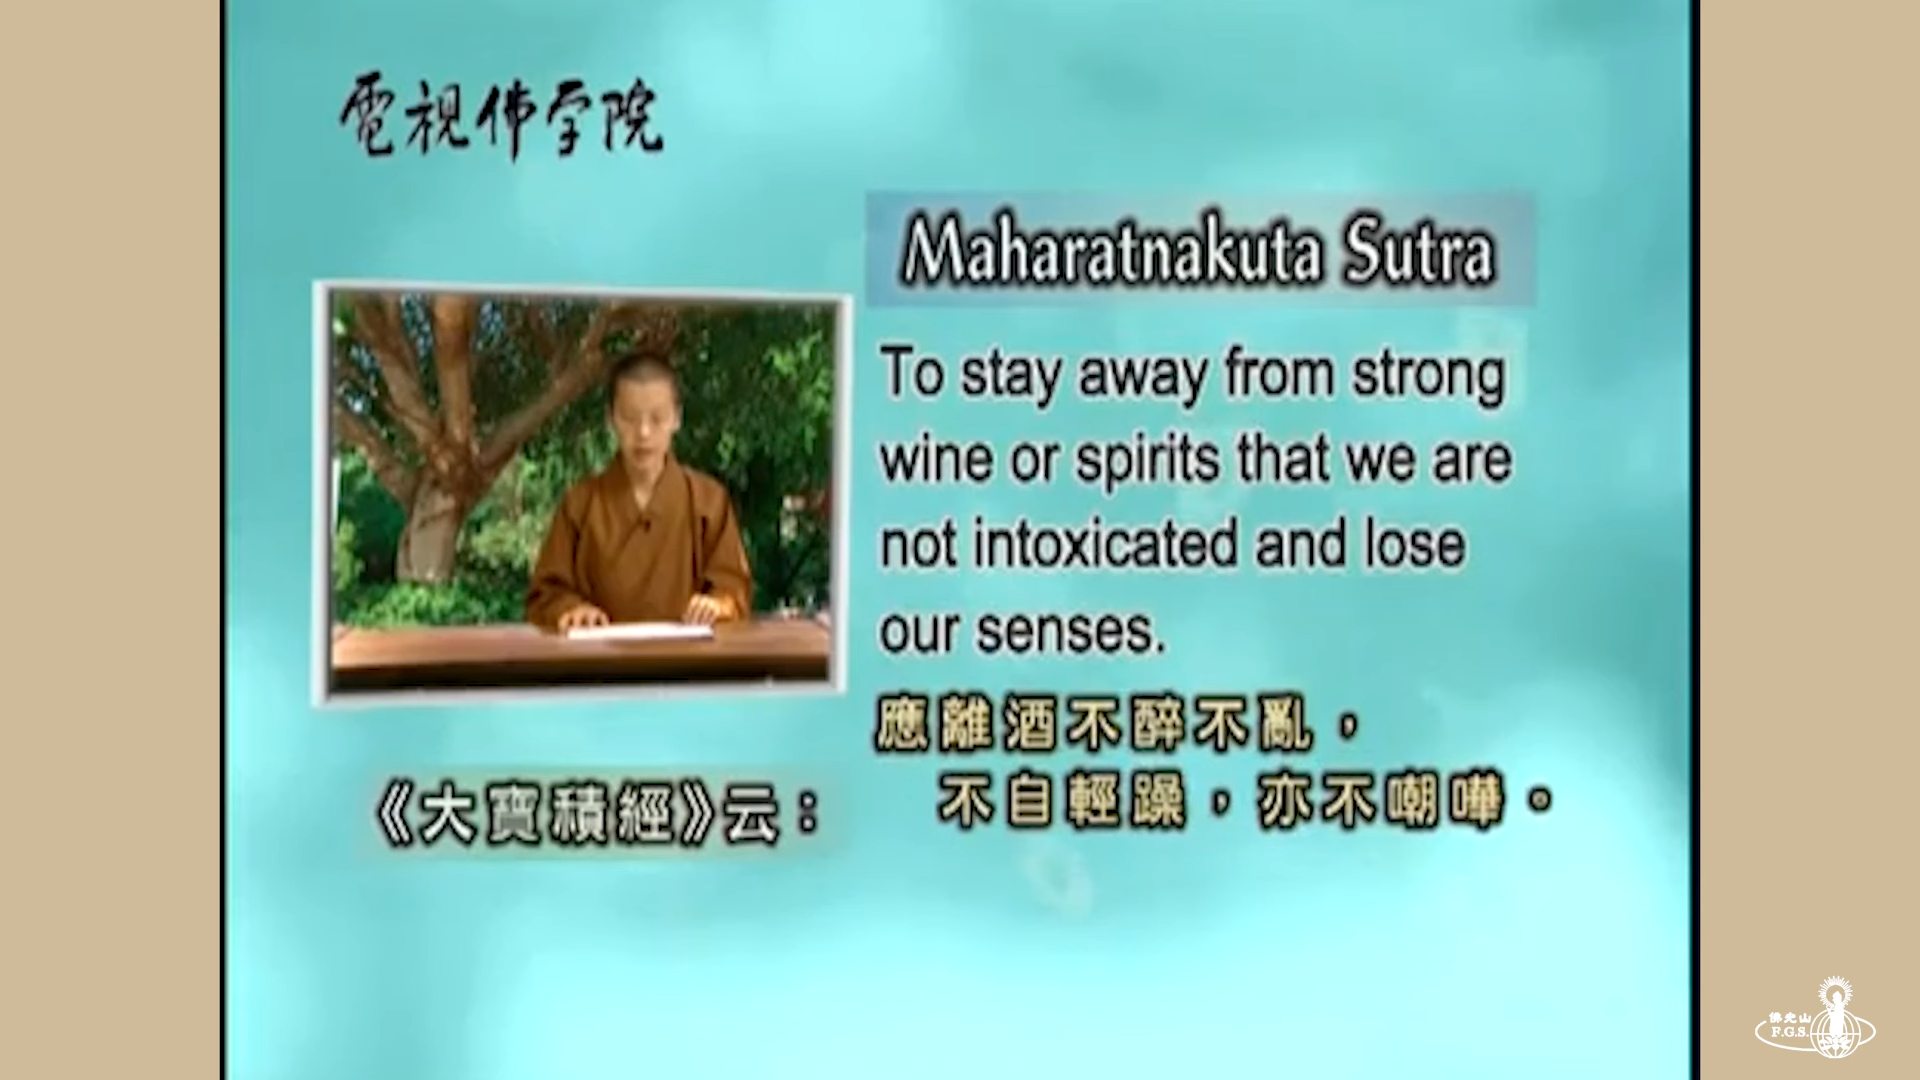 電視佛学院
Maharatnakuta Sutra
To stay away from strong
wine or spirits that we are
not intoxicated and lose
our senses.
應離酒不醉不亂，
不自輕躁，亦不嘲嘩。
《大寶積經》云：
佛光山
F.G.S.